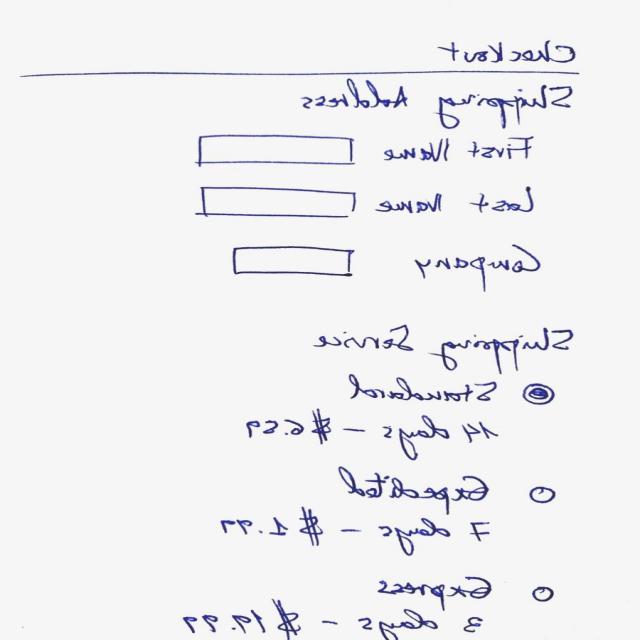 Checkout
Shipping Address
First Name
Last Name
Company
Shipping Service
Standard
14 days – $6.59
Expedited
7 days – $1.99
Express
3 days – $19.99